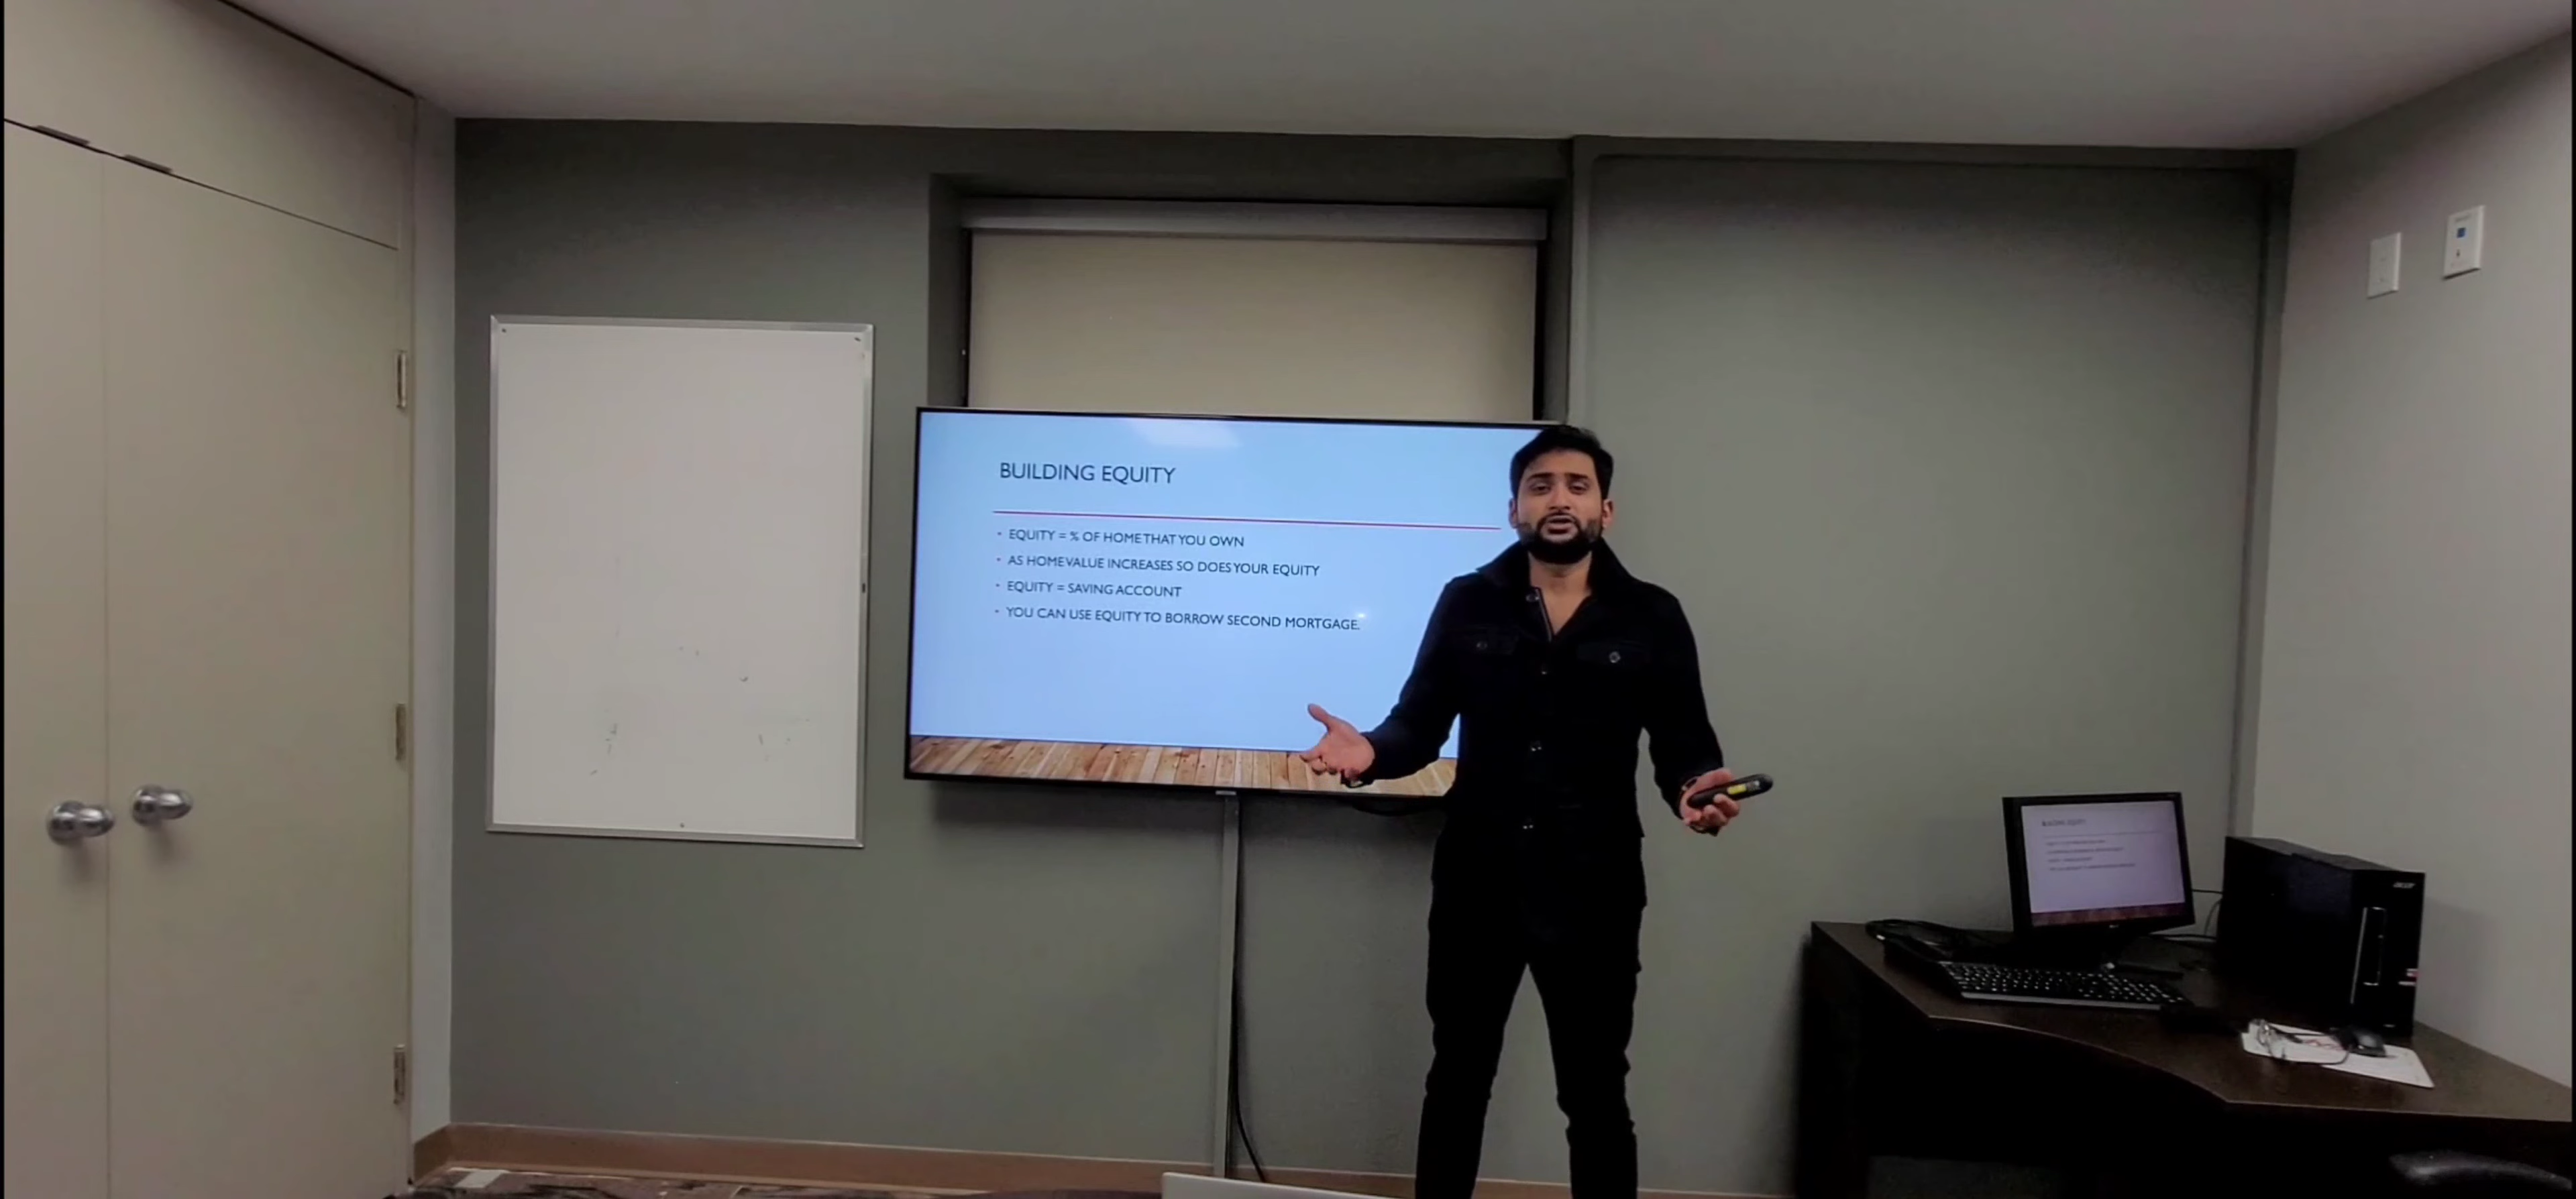 BUILDING EQUITY
• EQUITY = % OF HOME THAT YOU OWN
• AS HOME VALUE INCREASES SO DOES YOUR EQUITY
• EQUITY = SAVING ACCOUNT
• YOU CAN USE EQUITY TO BORROW SECOND MORTGAGE.
acer